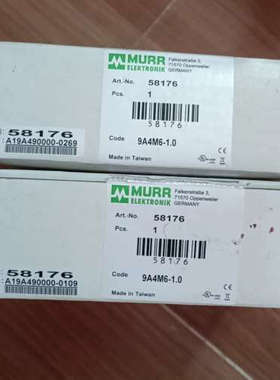 MURR
ELEKTRONIK
Falkenstraße 3,
71570 Oppenweiler
GERMANY
Art.-No. 58176
Pcs. 1
58176
58176
A19A490000-0269
Code 9A4M6-1.0
Made in Taiwan
MURR
ELEKTRONIK
Falkenstraße 3,
71570 Oppenweiler
GERMANY
Art.-No. 58176
Pcs. 1
58176
58176
A19A490000-0109
Code 9A4M6-1.0
Made in Taiwan